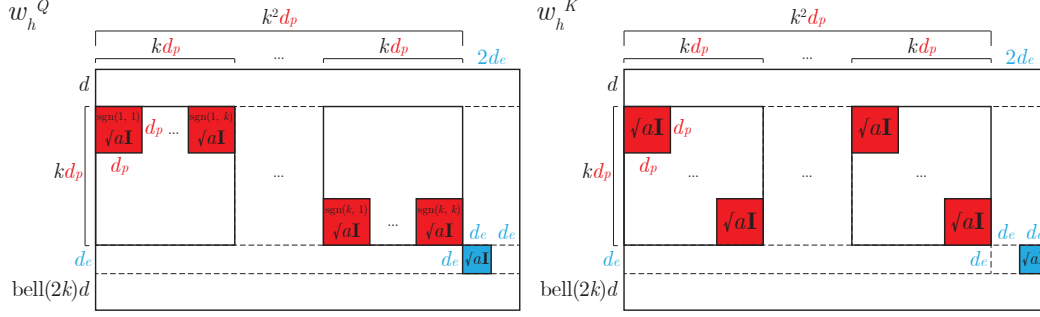 w_h^Q
k²d_p
kd_p ... kd_p
2d_e
d
sgn(1, 1) sgn(1, k)
√aI d_p ... √aI
d_p
kd_p
...
sgn(k, 1) sgn(k, k)
√aI ... √aI
d_e d_e
d_e d_e √aI
bell(2k)d
w_h^K
k²d_p
kd_p ... kd_p
2d_e
d
√aI d_p √aI
d_p
kd_p ... ... ...
√aI √aI
d_e d_e
d_e d_e √aI
bell(2k)d